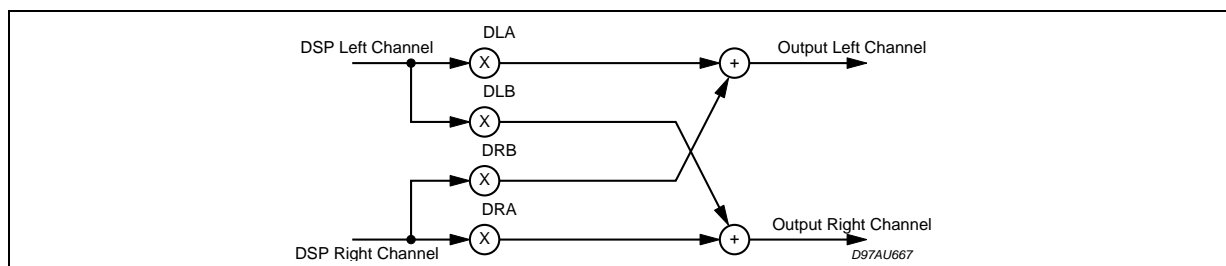 DLA
DSP Left Channel
Output Left Channel
X
+
DLB
X
DRB
X
DRA
Output Right Channel
X
+
DSP Right Channel
D97AU667